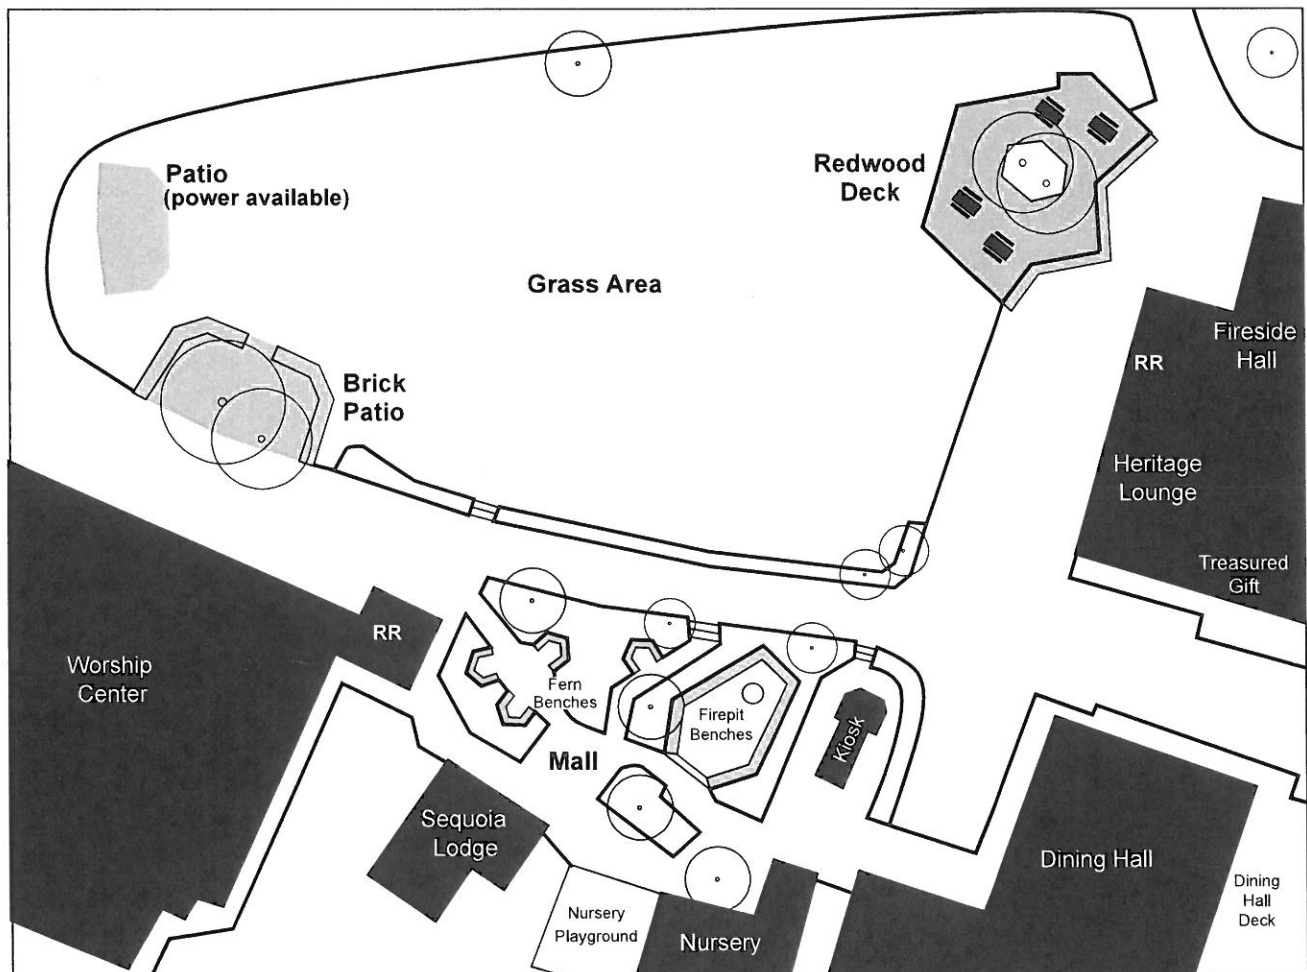 Patio
(power available)
Redwood
Deck
Grass Area
Fireside
Hall
RR
Brick
Patio
Heritage
Lounge
Treasured
Gift
RR
Worship
Center
Fern
Benches
Firepit
Benches
Kiosk
Mall
Sequoia
Lodge
Dining Hall
Dining
Hall
Deck
Nursery
Playground
Nursery